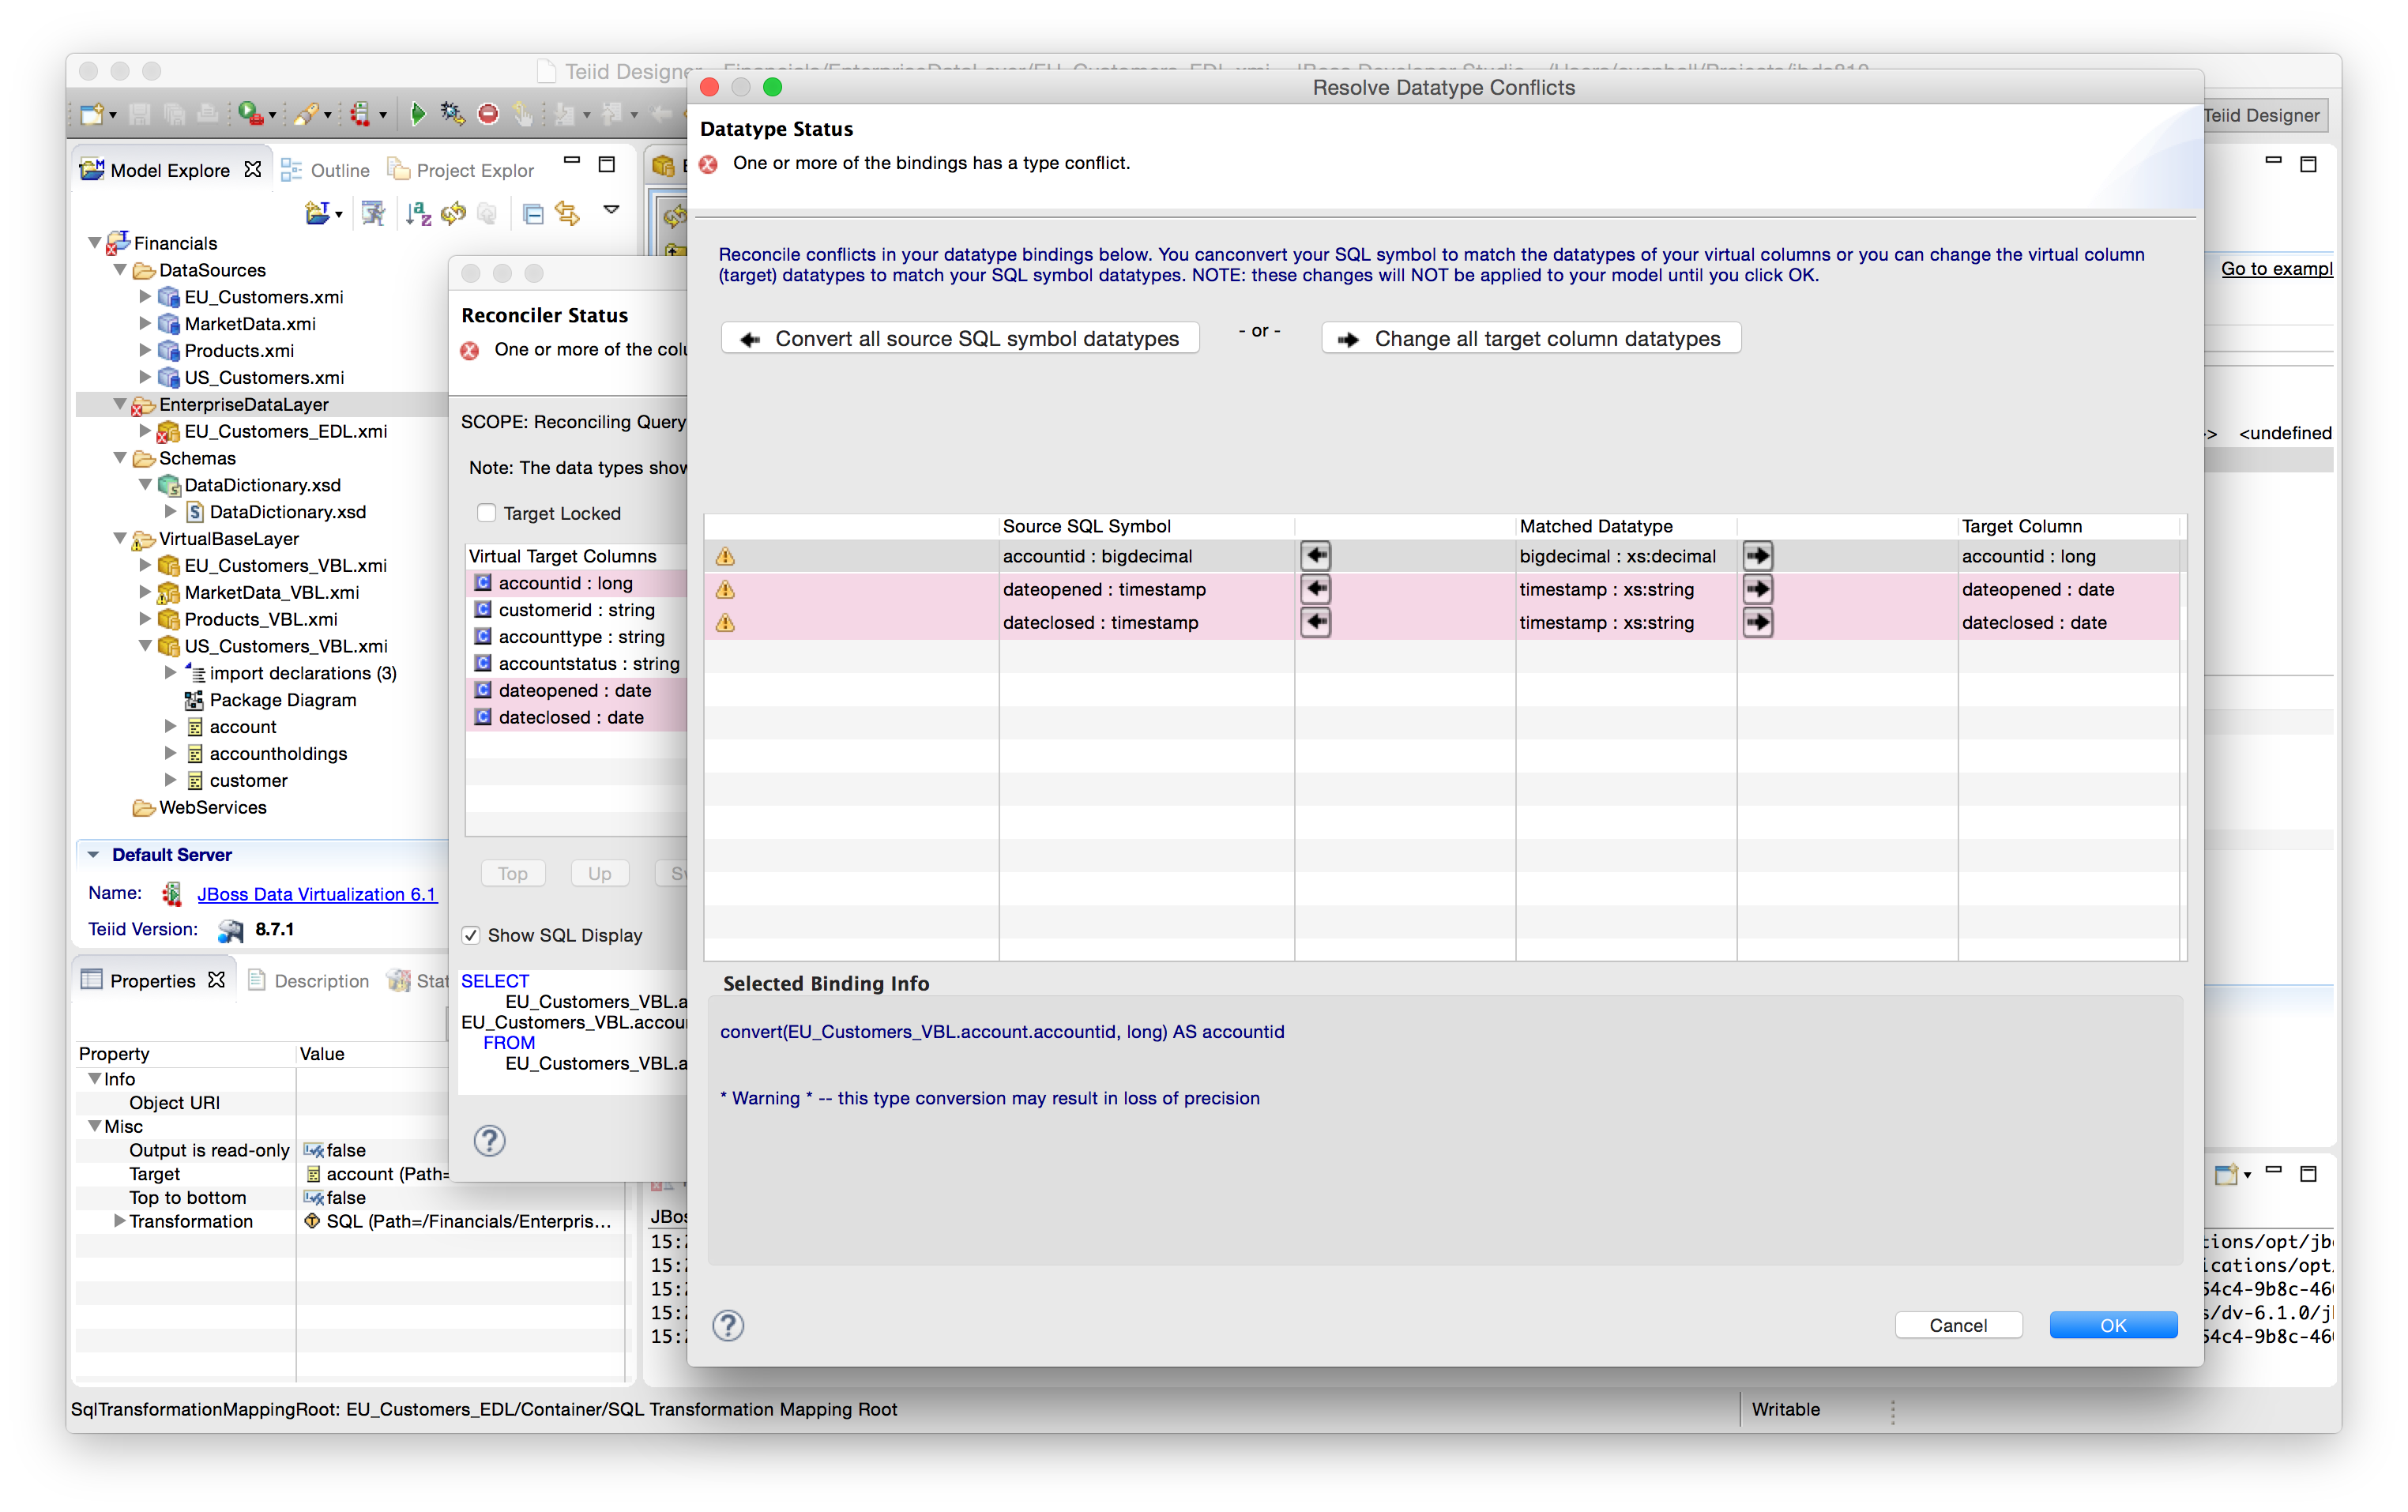 Teiid Designer
Resolve Datatype Conflicts
Teiid Designer
Datatype Status
One or more of the bindings has a type conflict.
Model Explore
Outline
Project Explor
Reconcile conflicts in your datatype bindings below. You canconvert your SQL symbol to match the datatypes of your virtual columns or you can change the virtual column
(target) datatypes to match your SQL symbol datatypes. NOTE: these changes will NOT be applied to your model until you click OK.
Go to exampl
Convert all source SQL symbol datatypes
- or -
Change all target column datatypes
Financials
DataSources
EU_Customers.xmi
MarketData.xmi
Products.xmi
US_Customers.xmi
EnterpriseDataLayer
EU_Customers_EDL.xmi
Schemas
DataDictionary.xsd
DataDictionary.xsd
VirtualBaseLayer
EU_Customers_VBL.xmi
MarketData_VBL.xmi
Products_VBL.xmi
US_Customers_VBL.xmi
import declarations (3)
Package Diagram
account
accountholdings
customer
WebServices
Reconciler Status
One or more of the colu
SCOPE: Reconciling Query
Note: The data types show
Target Locked
Virtual Target Columns
accountid : long
customerid : string
accounttype : string
accountstatus : string
dateopened : date
dateclosed : date
Top
Up
Show SQL Display
SELECT
EU_Customers_VBL.a
EU_Customers_VBL.accour
FROM
EU_Customers_VBL.a
> <undefined
Source SQL Symbol
Matched Datatype
Target Column
accountid : bigdecimal
bigdecimal : xs:decimal
accountid : long
dateopened : timestamp
timestamp : xs:string
dateopened : date
dateclosed : timestamp
timestamp : xs:string
dateclosed : date
Selected Binding Info
convert(EU_Customers_VBL.account.accountid, long) AS accountid
* Warning * -- this type conversion may result in loss of precision
Cancel
OK
Default Server
Name:
JBoss Data Virtualization 6.1
Teiid Version:
8.7.1
Properties
Description
Stat
Property
Value
Info
Object URI
Misc
Output is read-only
false
Target
account (Path=
Top to bottom
false
Transformation
SQL (Path=/Financials/Enterpris...
JBos
15:2
15:2
15:2
15:2
15:2
tions/opt/jb
ications/opt
54c4-9b8c-46
s/dv-6.1.0/j
54c4-9b8c-46
SqlTransformationMappingRoot: EU_Customers_EDL/Container/SQL Transformation Mapping Root
Writable